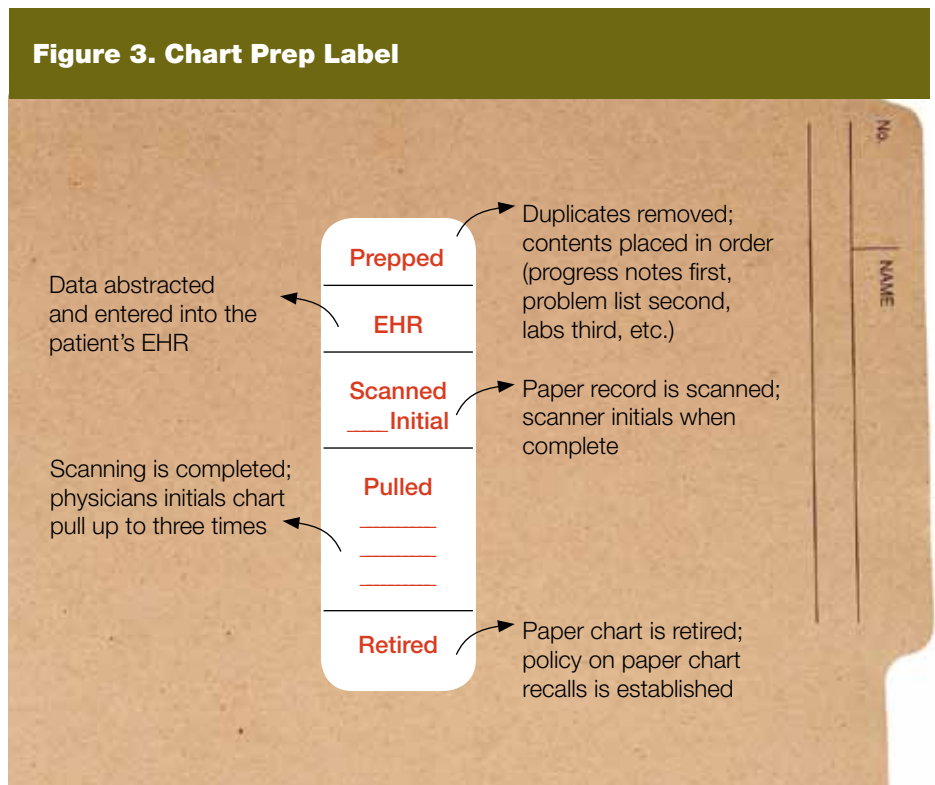 Figure 3. Chart Prep Label
No.
NAME
Prepped
Duplicates removed;
contents placed in order
(progress notes first,
problem list second,
labs third, etc.)
EHR
Data abstracted
and entered into the
patient’s EHR
Scanned
____Initial
Paper record is scanned;
scanner initials when
complete
Pulled
Scanning is completed;
physicians initials chart
pull up to three times
Retired
Paper chart is retired;
policy on paper chart
recalls is established